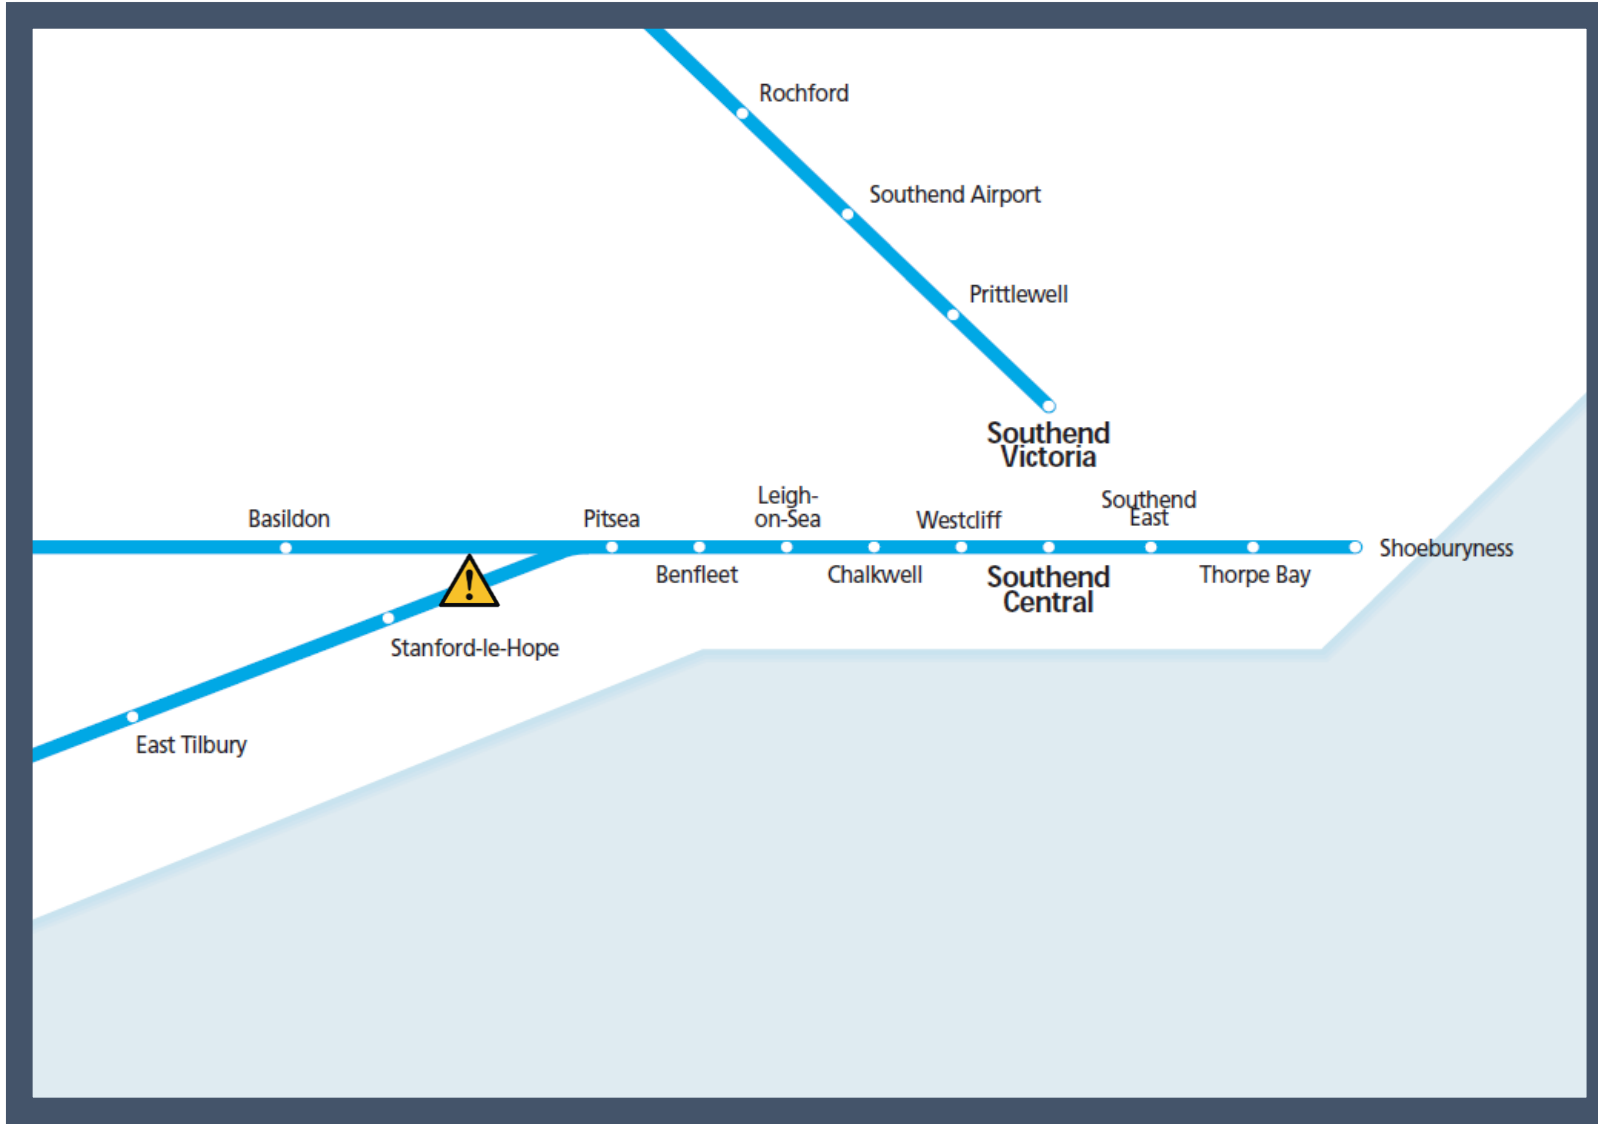 Rochford
Southend Airport
Prittlewell
Southend
Victoria
Leigh-
on-Sea
Southend
East
Basildon
Pitsea
Westcliff
Shoeburyness
Benfleet
Chalkwell
Southend
Central
Thorpe Bay
!
Stanford-le-Hope
East Tilbury